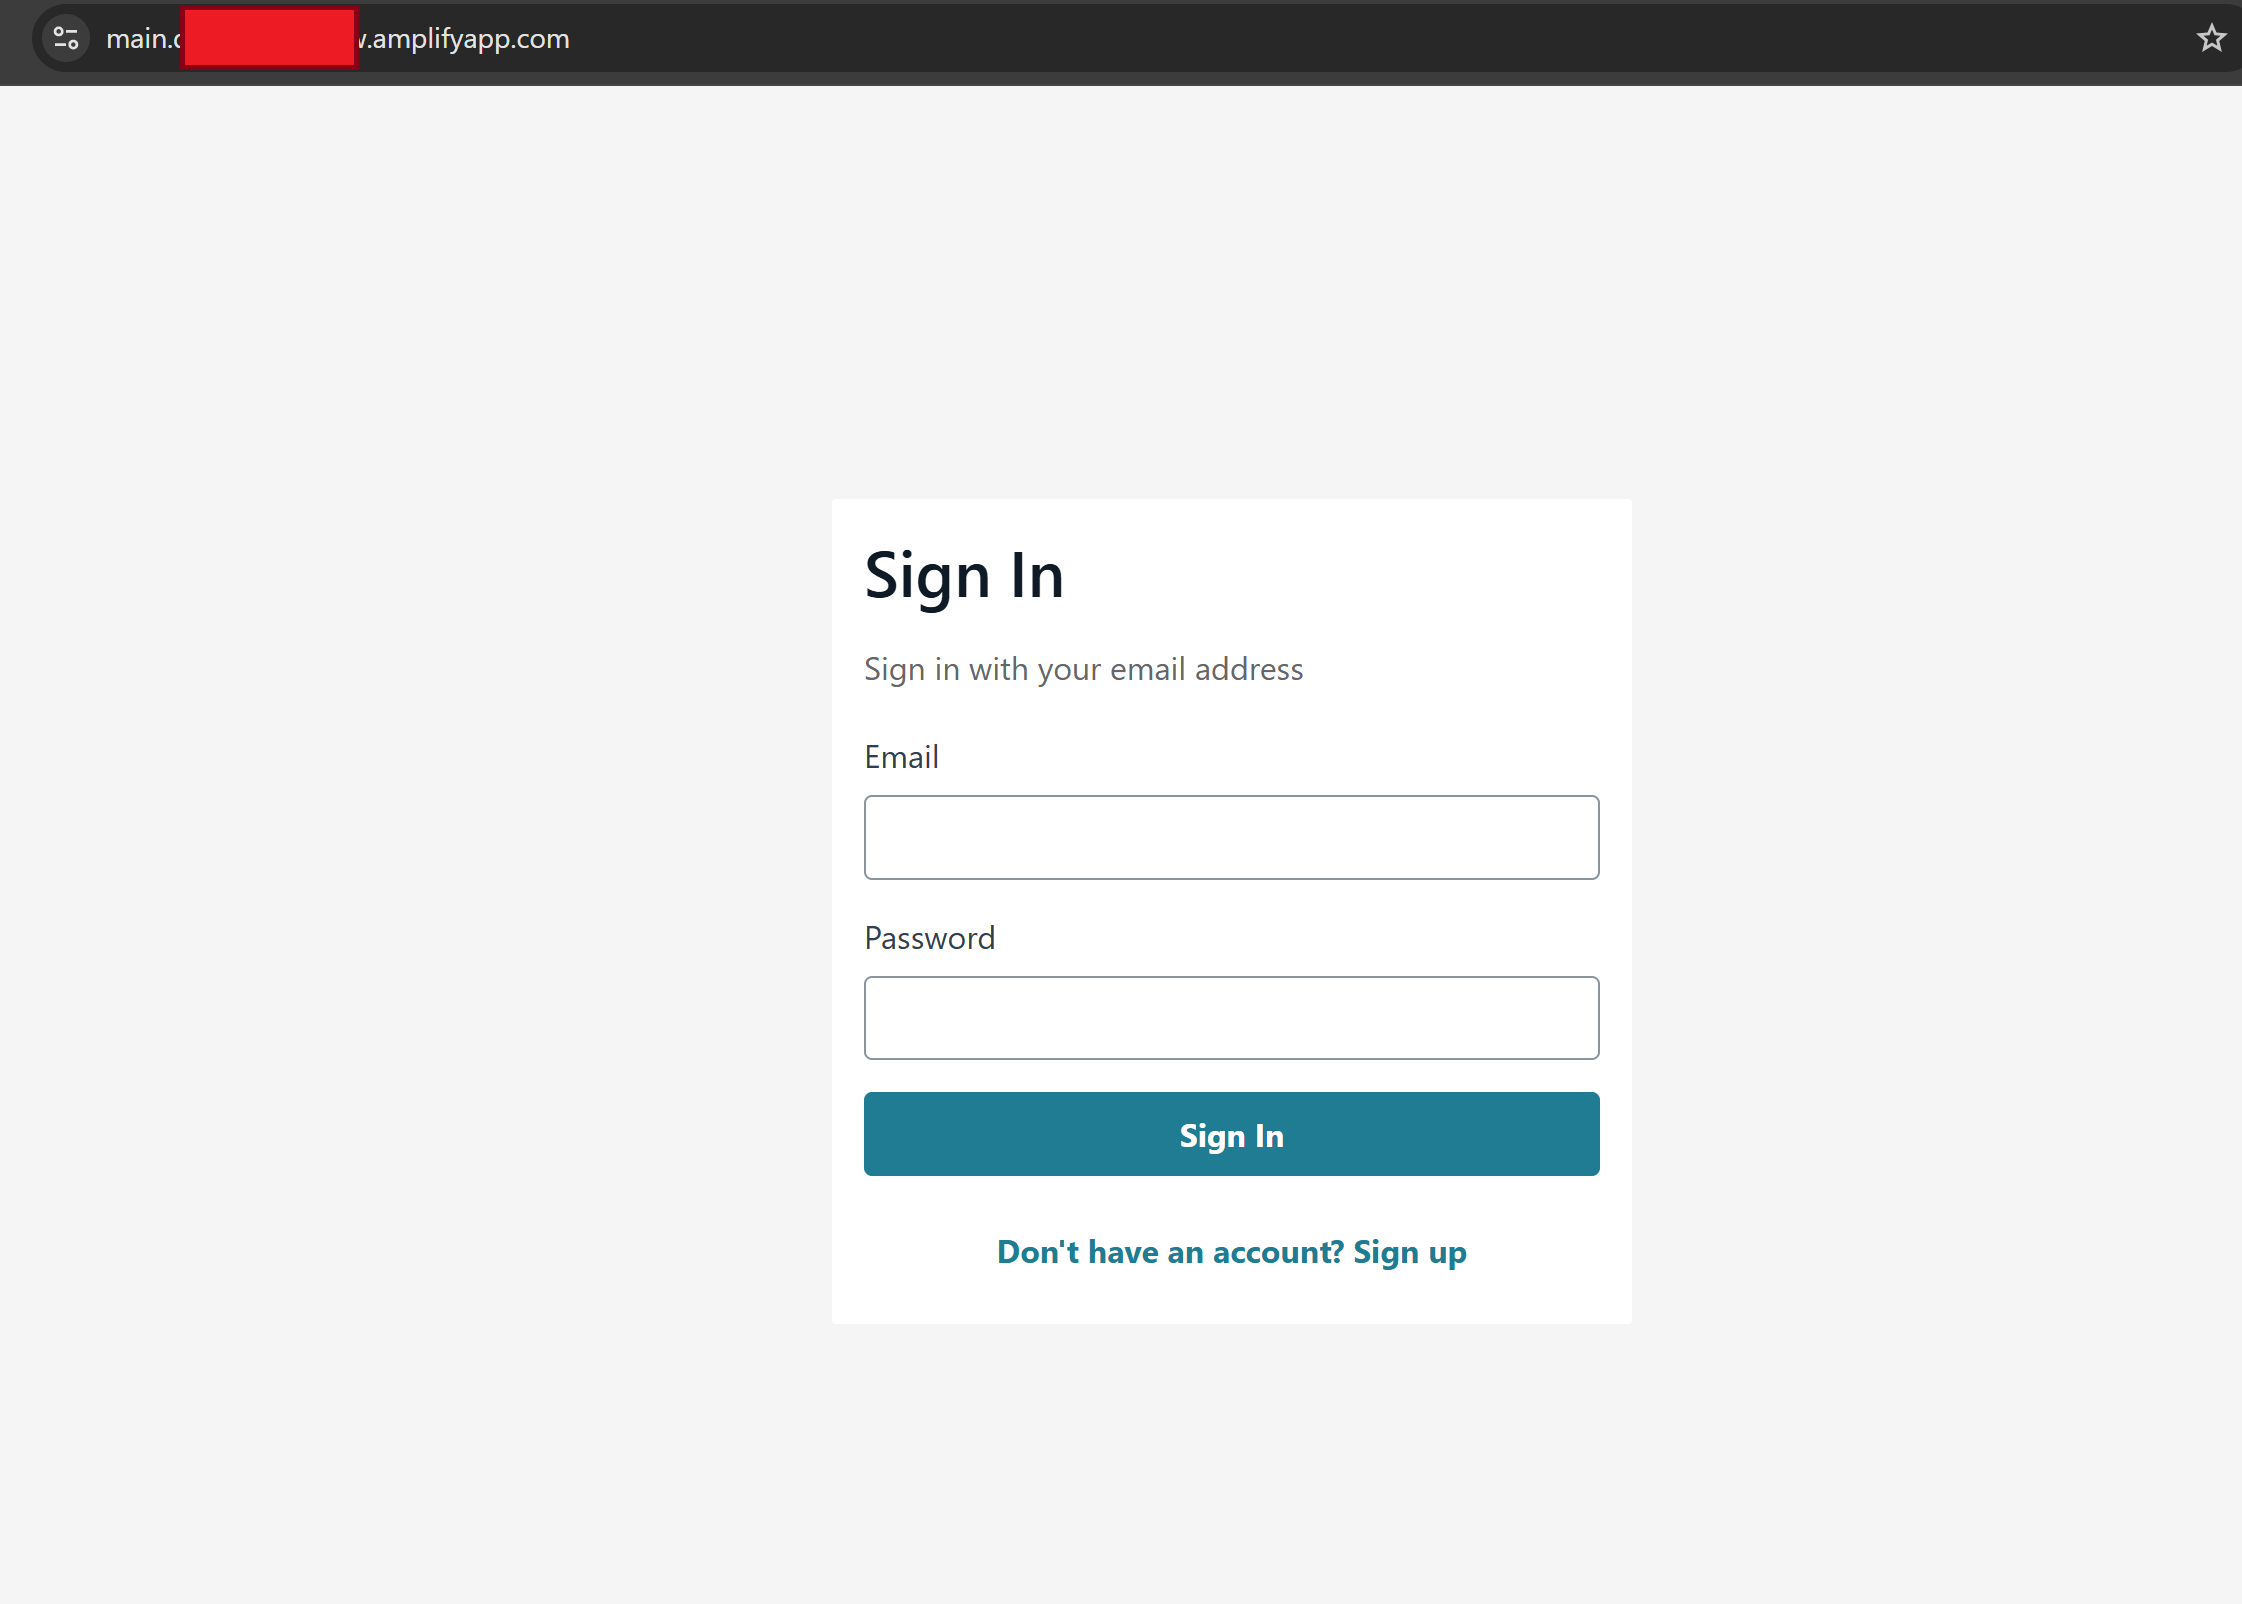 main. .amplifyapp.com
Sign In
Sign in with your email address
Email
Password
Sign In
Don't have an account? Sign up